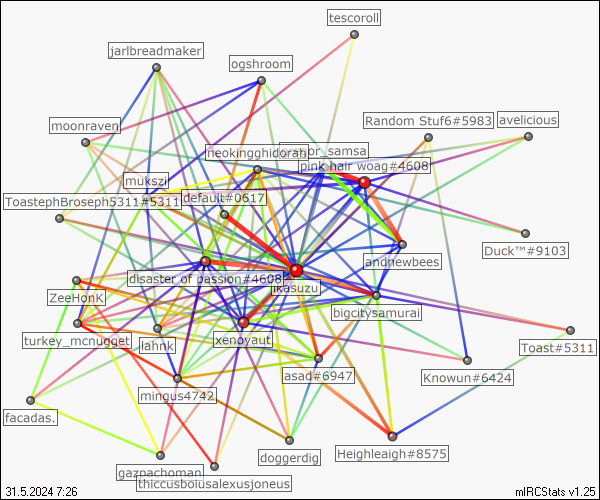 tescoroll
jarlbreadmaker
ogshroom
Random Stuf6#5983
avelicious
moonraven
neokingghidorah
gregor_samsa
pink hair woag#4608
mukszi
ToastephBroseph5311#5311
default#0617
Duck™#9103
andnewbees
disaster of passion#4608
jikasuzu
ZeeHonK
bigcitysamurai
turkey_mcnugget
lahnk
xenoyaut
Toast#5311
asad#6947
Knowun#6424
mingus4742
facadas.
Heighleaigh#8575
doggerdig
gazpachoman
thiccusboiusalexusjoneus
31.5.2024 7:26
mIRCStats v1.25